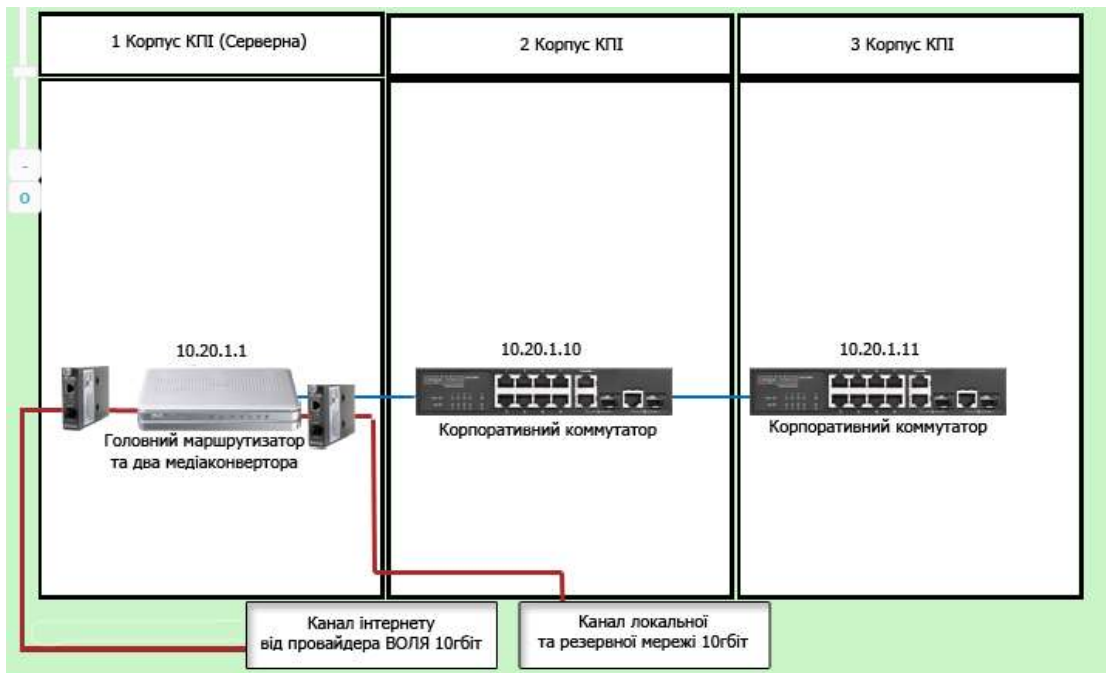 1 Корпус КПІ (Серверна)
2 Корпус КПІ
3 Корпус КПІ
-
O
10.20.1.1
10.20.1.10
10.20.1.11
Головний маршрутизатор
та два медіаконвертора
Корпоративний коммутатор
Корпоративний коммутатор
Канал інтернету
від провайдера ВОЛЯ 10гбіт
Канал локальної
та резервної мережі 10гбіт